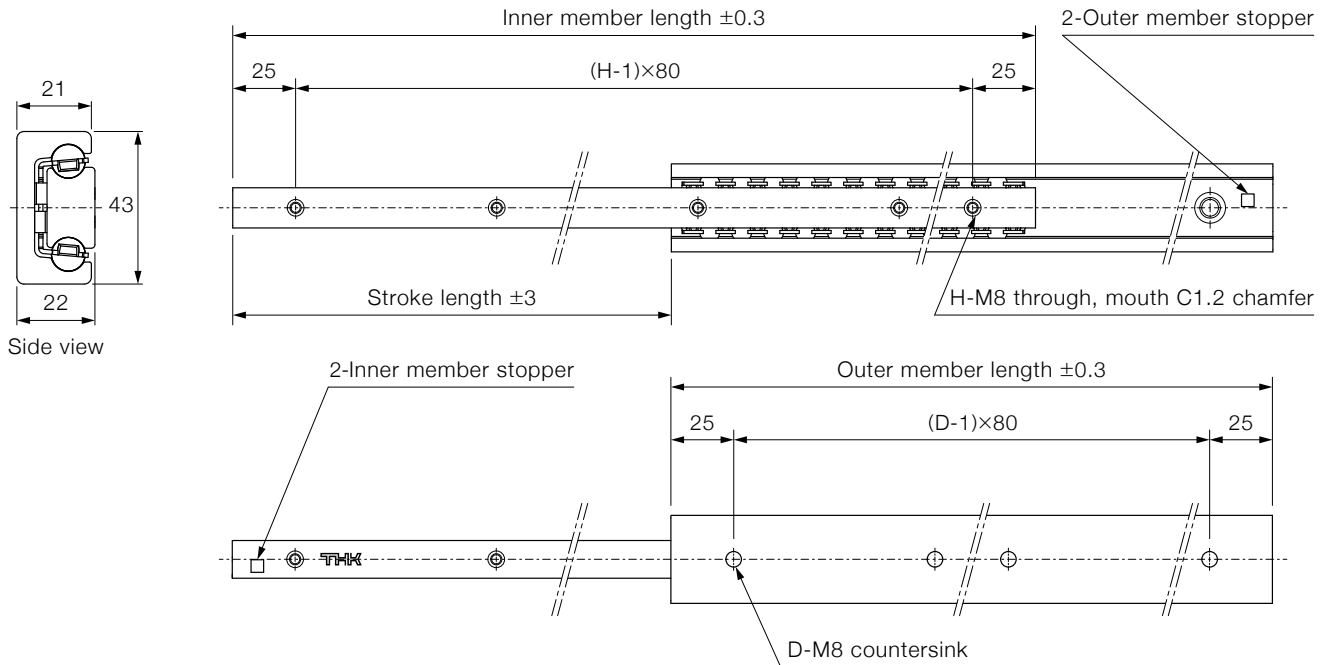 Inner member length ±0.3
2-Outer member stopper
25
(H-1)×80
25
21
43
22
Side view
Stroke length ±3
H-M8 through, mouth C1.2 chamfer
2-Inner member stopper
Outer member length ±0.3
25
(D-1)×80
25
THK
D-M8 countersink